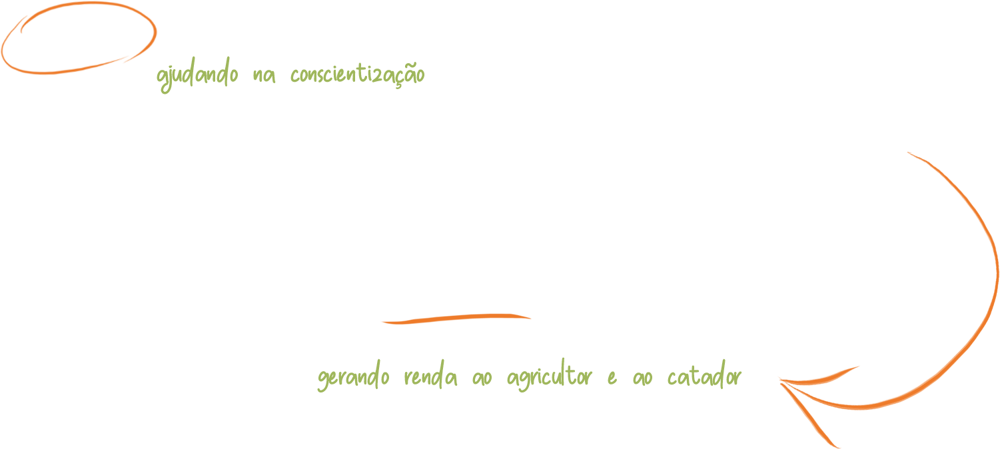 ajudando na conscientização
gerando renda ao agricultor e ao catador